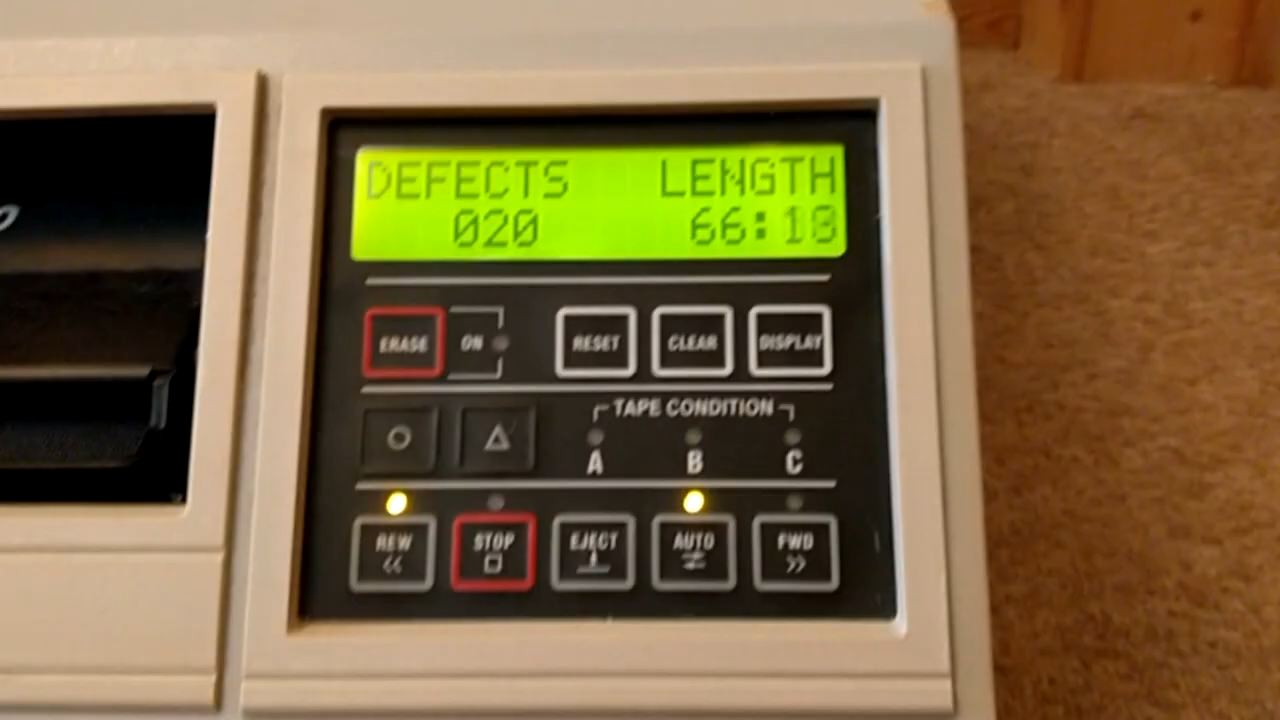 DEFECTS LENGTH
020 66:18
ERASE ON RESET CLEAR DISPLAY
TAPE CONDITION
A B C
REW STOP EJECT AUTO FWD